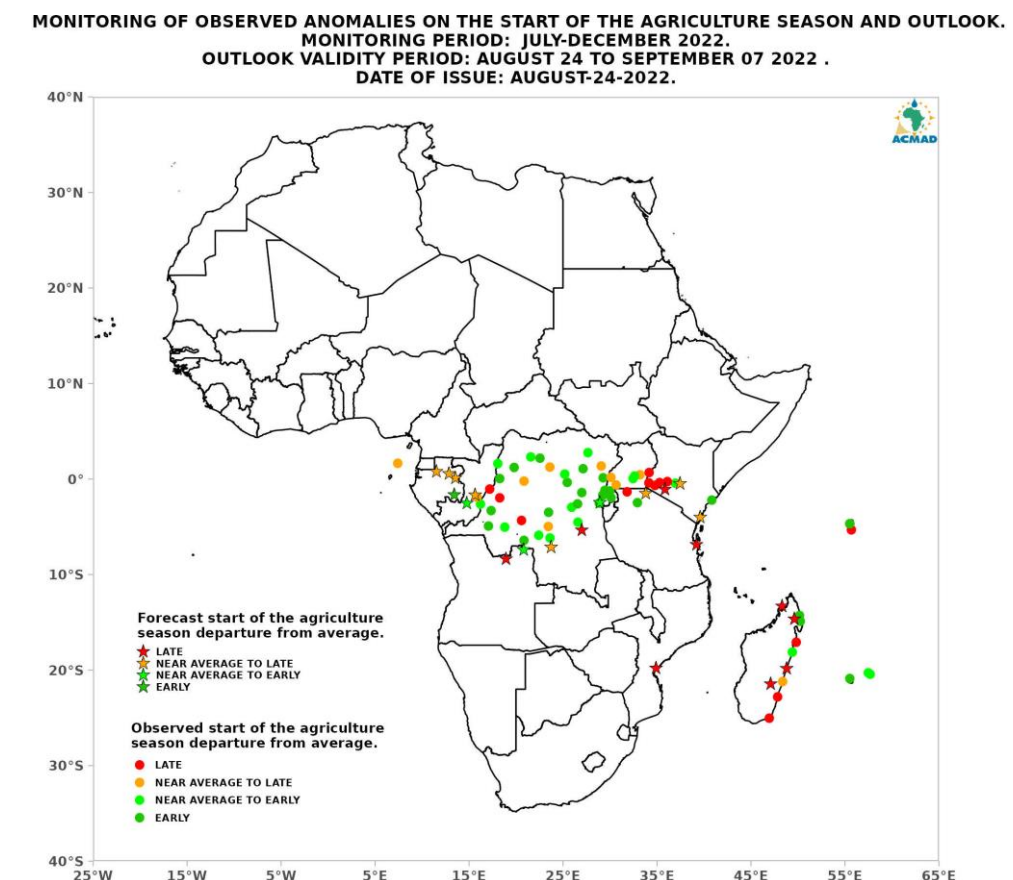 MONITORING OF OBSERVED ANOMALIES ON THE START OF THE AGRICULTURE SEASON AND OUTLOOK.
MONITORING PERIOD:  JULY-DECEMBER 2022.
OUTLOOK VALIDITY PERIOD: AUGUST 24 TO SEPTEMBER 07 2022 .
DATE OF ISSUE: AUGUST-24-2022.
40°N
ACMAD
30°N
20°N
10°N
0°
10°S
Forecast start of the agriculture
season departure from average.
LATE
NEAR AVERAGE TO LATE
20°S
NEAR AVERAGE TO EARLY
EARLY
Observed start of the agriculture
season departure from average.
30°S
LATE
NEAR AVERAGE TO LATE
NEAR AVERAGE TO EARLY
EARLY
40°S
25°W 15°W 5°W 5°E 15°E 25°E 35°E 45°E 55°E 65°E